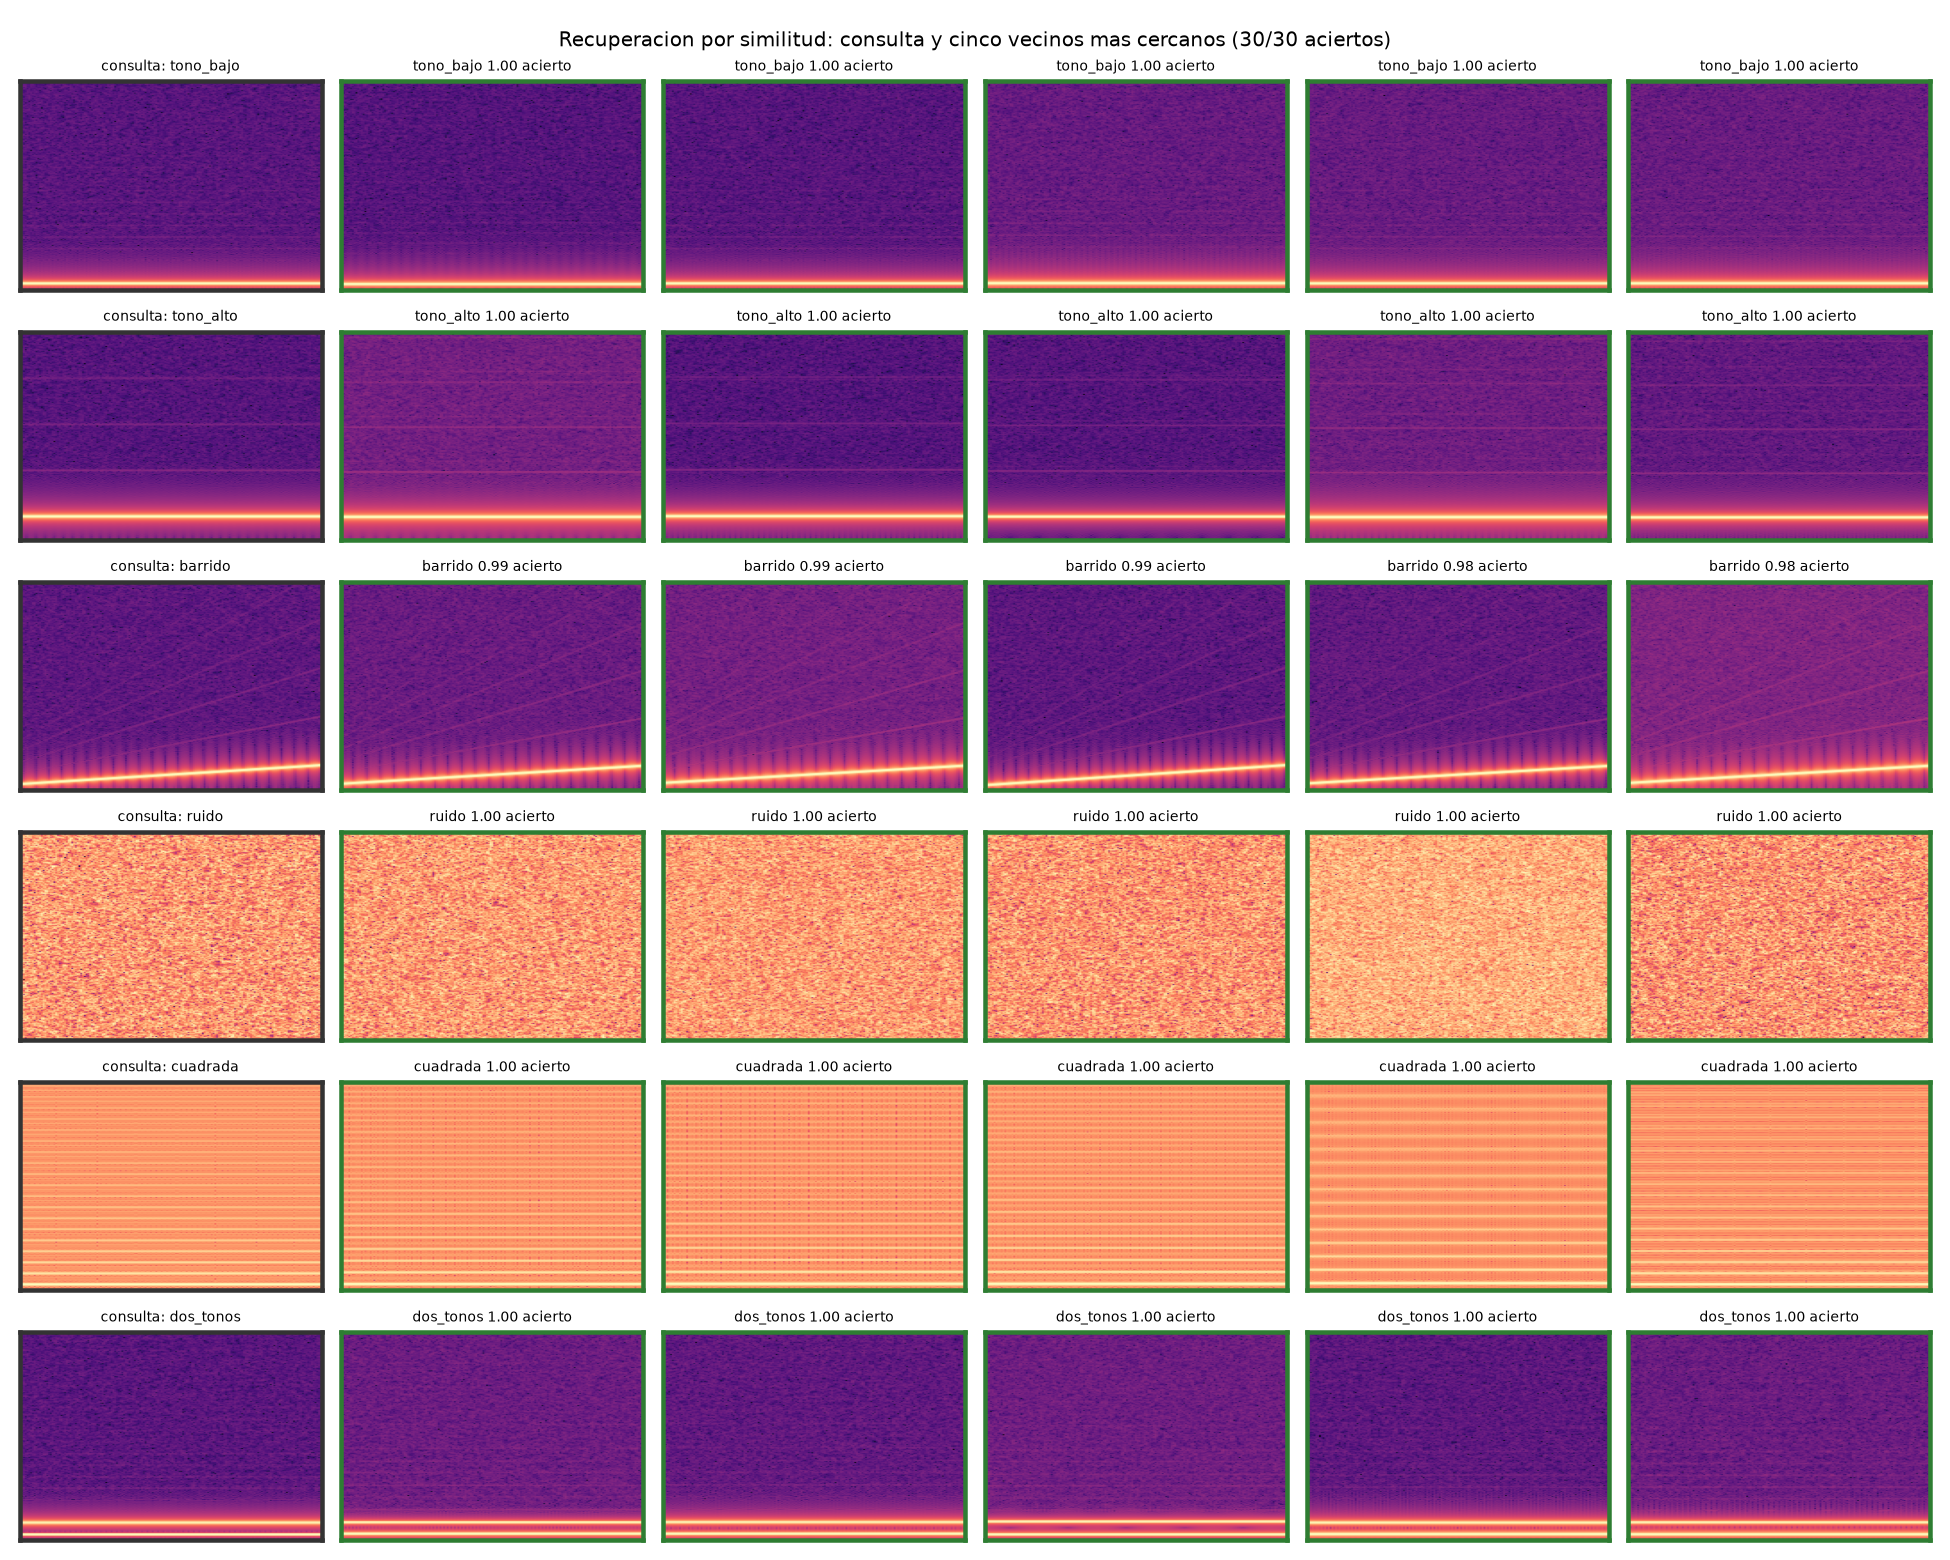 Recuperacion por similitud: consulta y cinco vecinos mas cercanos (30/30 aciertos)
consulta: tono_bajo
tono_bajo 1.00 acierto
tono_bajo 1.00 acierto
tono_bajo 1.00 acierto
tono_bajo 1.00 acierto
tono_bajo 1.00 acierto
consulta: tono_alto
tono_alto 1.00 acierto
tono_alto 1.00 acierto
tono_alto 1.00 acierto
tono_alto 1.00 acierto
tono_alto 1.00 acierto
consulta: barrido
barrido 0.99 acierto
barrido 0.99 acierto
barrido 0.99 acierto
barrido 0.98 acierto
barrido 0.98 acierto
consulta: ruido
ruido 1.00 acierto
ruido 1.00 acierto
ruido 1.00 acierto
ruido 1.00 acierto
ruido 1.00 acierto
consulta: cuadrada
cuadrada 1.00 acierto
cuadrada 1.00 acierto
cuadrada 1.00 acierto
cuadrada 1.00 acierto
cuadrada 1.00 acierto
consulta: dos_tonos
dos_tonos 1.00 acierto
dos_tonos 1.00 acierto
dos_tonos 1.00 acierto
dos_tonos 1.00 acierto
dos_tonos 1.00 acierto